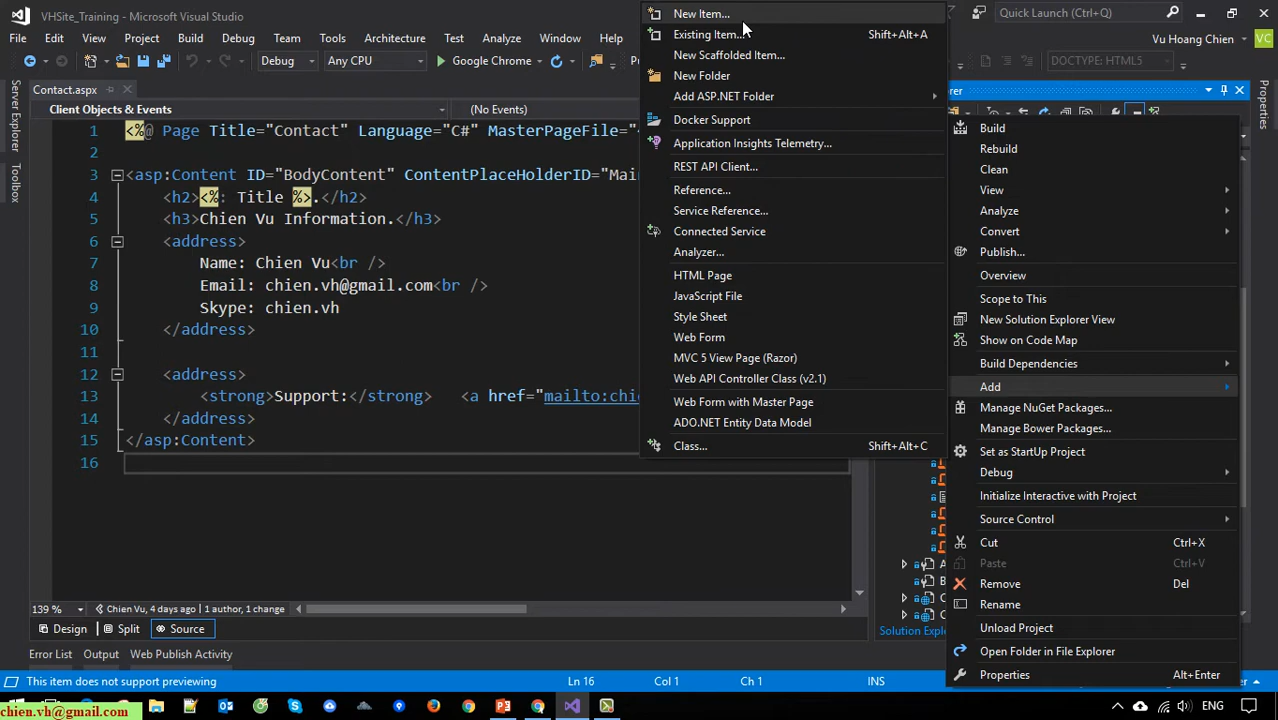 VHSite_Training - Microsoft Visual Studio
Quick Launch (Ctrl+Q)
File Edit View Project Build Debug Team Tools Architecture Test Analyze Window Help
Vu Hoang Chien VC
Debug Any CPU Google Chrome
DOCTYPE: HTML5
Contact.aspx
Client Objects & Events (No Events)
Server Explorer
Toolbox
Properties
1 <%@ Page Title="Contact" Language="C#" MasterPageFile="
2
3 <asp:Content ID="BodyContent" ContentPlaceHolderID="Mai
4 <h2><%: Title %>.</h2>
5 <h3>Chien Vu Information.</h3>
6 <address>
7 Name: Chien Vu<br />
8 Email: chien.vh@gmail.com<br />
9 Skype: chien.vh
10 </address>
11
12 <address>
13 <strong>Support:</strong> <a href="mailto:chie
14 </address>
15 </asp:Content>
16
139 % Chien Vu, 4 days ago | 1 author, 1 change
Design Split Source
Error List Output Web Publish Activity
This item does not support previewing Ln 16 Col 1 Ch 1 INS
New Item...
Existing Item... Shift+Alt+A
New Scaffolded Item...
New Folder
Add ASP.NET Folder
Docker Support
Application Insights Telemetry...
REST API Client...
Reference...
Service Reference...
Connected Service
Analyzer...
HTML Page
JavaScript File
Style Sheet
Web Form
MVC 5 View Page (Razor)
Web API Controller Class (v2.1)
Web Form with Master Page
ADO.NET Entity Data Model
Class... Shift+Alt+C
Build
Rebuild
Clean
View
Analyze
Convert
Publish...
Overview
Scope to This
New Solution Explorer View
Show on Code Map
Build Dependencies
Add
Manage NuGet Packages...
Manage Bower Packages...
Set as StartUp Project
Debug
Initialize Interactive with Project
Source Control
Cut Ctrl+X
Paste Ctrl+V
Remove Del
Rename
Unload Project
Open Folder in File Explorer
Properties Alt+Enter
Solution Explo
chien.vh@gmail.com
ENG